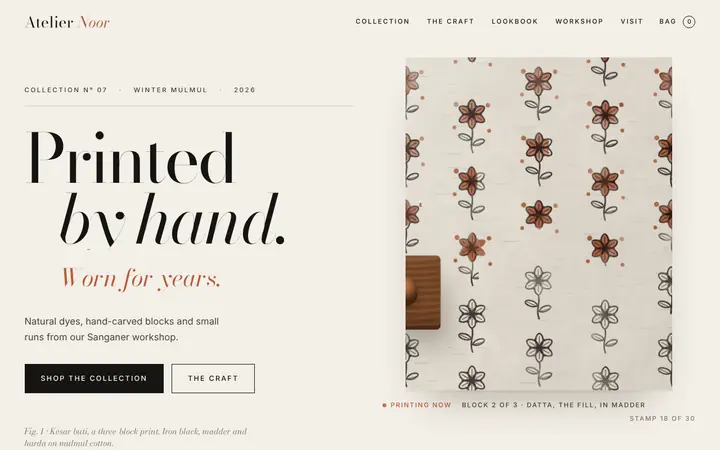 Atelier Noor
COLLECTION THE CRAFT LOOKBOOK WORKSHOP VISIT BAG 0
COLLECTION Nº 07 · WINTER MULMUL · 2026
Printed
by hand.
Worn for years.
Natural dyes, hand-carved blocks and small
runs from our Sanganer workshop.
SHOP THE COLLECTION THE CRAFT
Fig. 1 · Kesar buti, a three block print. Iron black, madder and
harda on mulmul cotton.
PRINTING NOW BLOCK 2 OF 3 · DATTA, THE FILL, IN MADDER
STAMP 18 OF 30